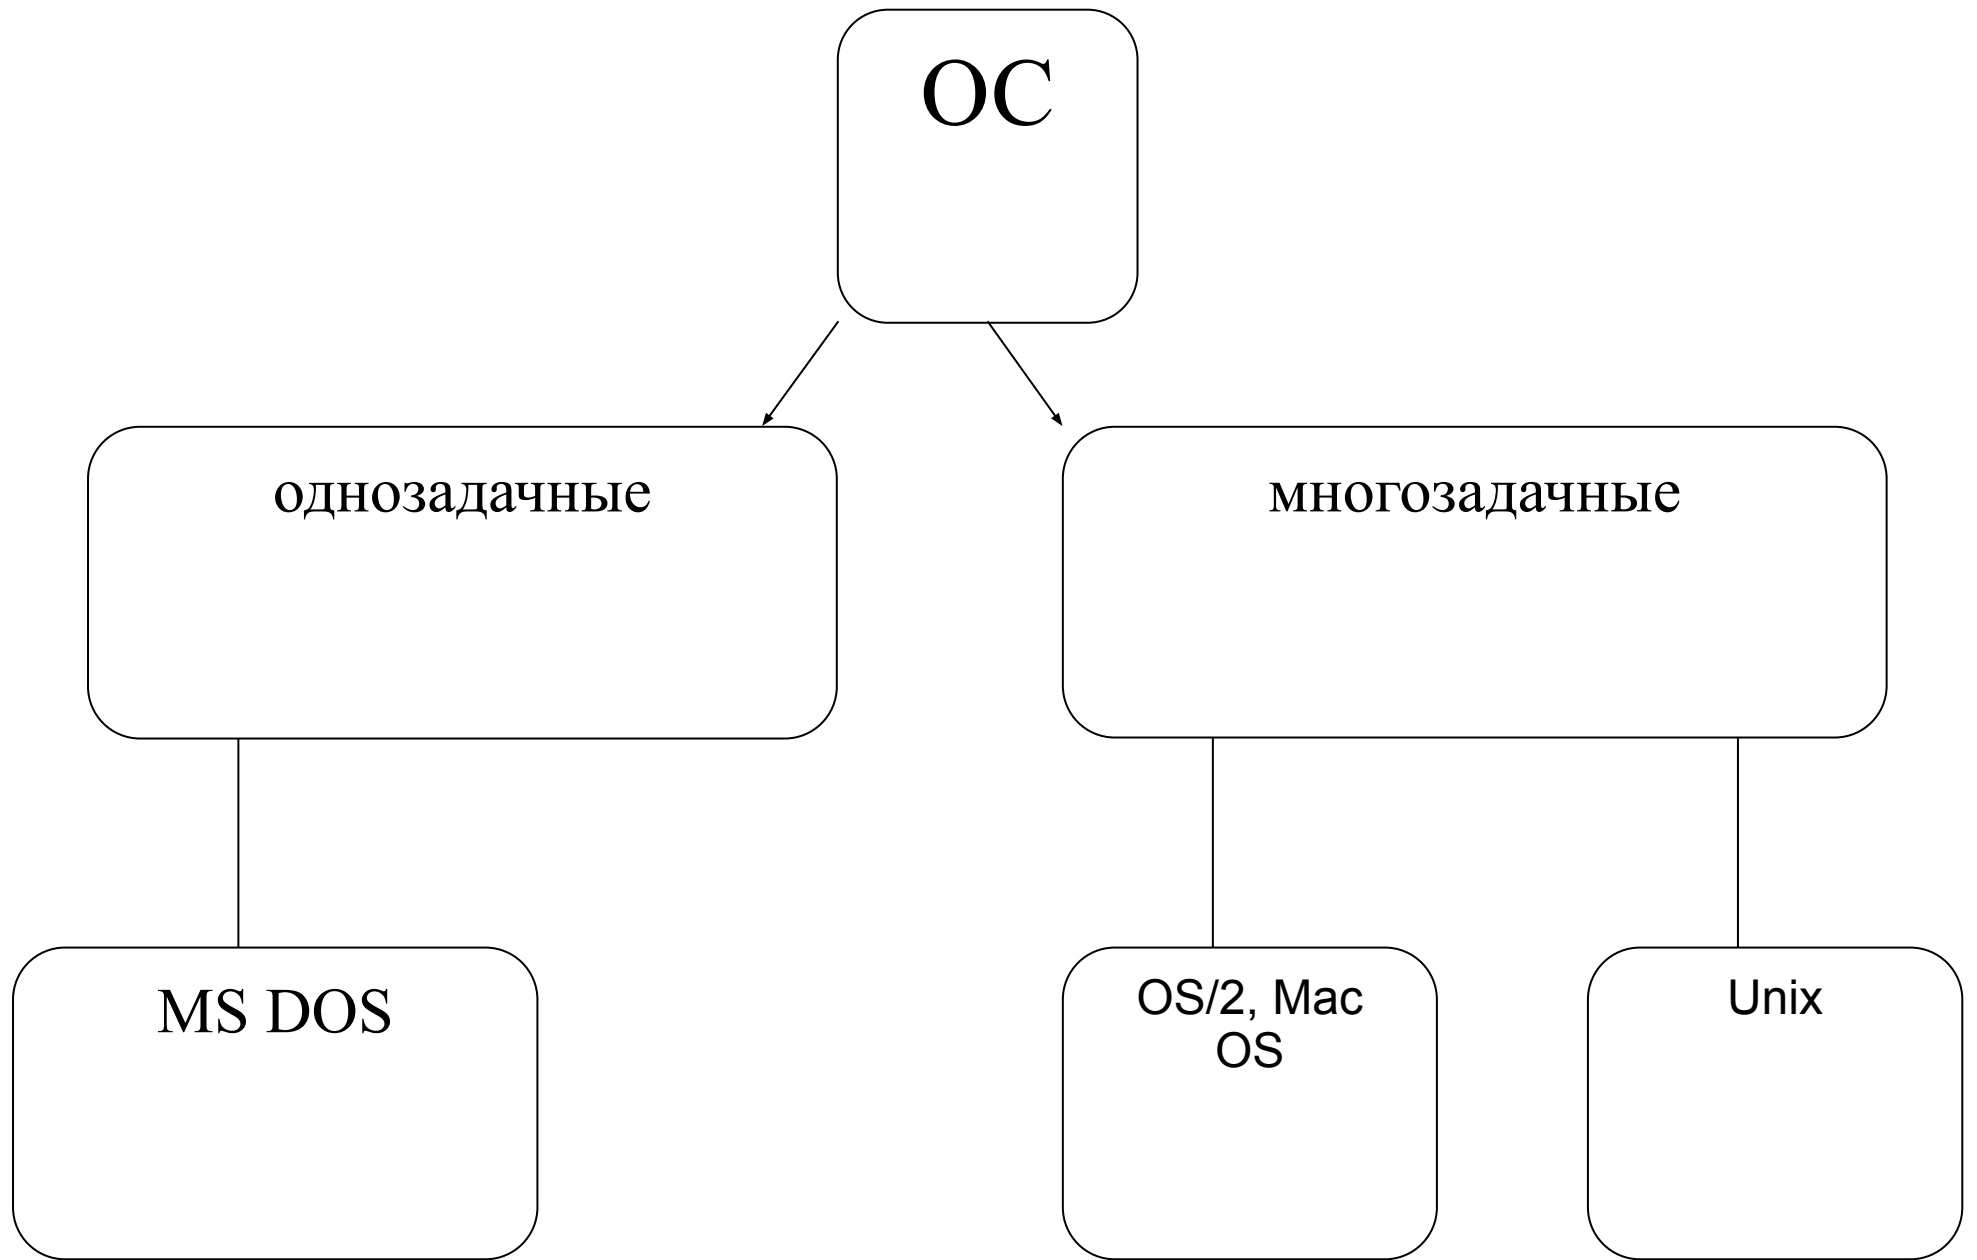 ОС
однозадачные
многозадачные
MS DOS
OS/2, Mac
OS
Unix